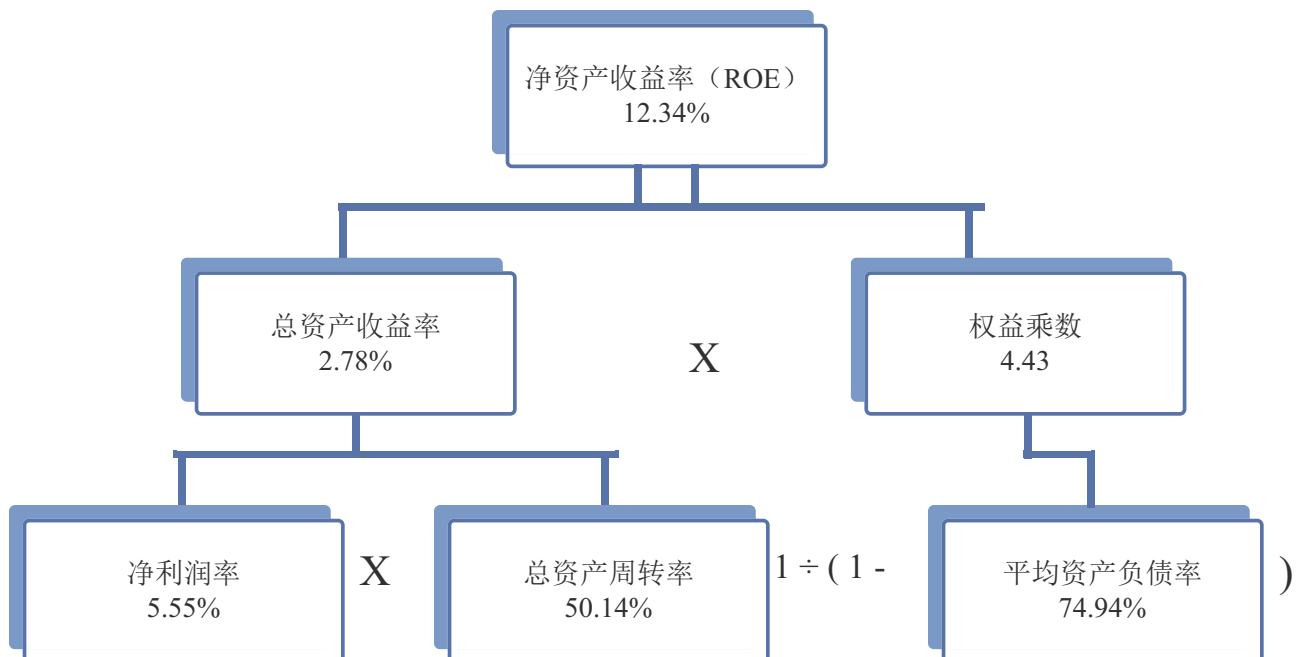 净资产收益率（ROE）
12.34%
总资产收益率
2.78%
X
权益乘数
4.43
净利润率
5.55%
X
总资产周转率
50.14%
1 ÷ ( 1 -
平均资产负债率
74.94%
)